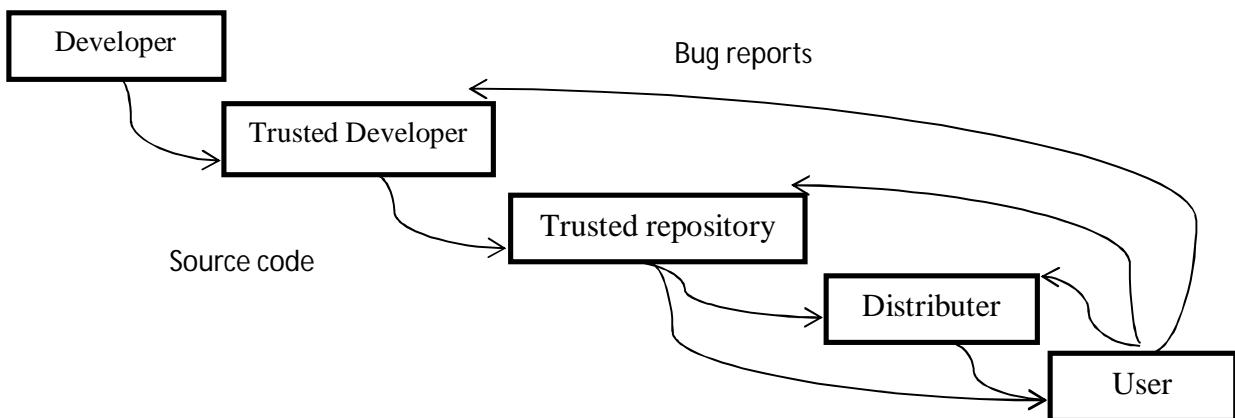 Developer
Bug reports
Trusted Developer
Trusted repository
Source code
Distributer
User